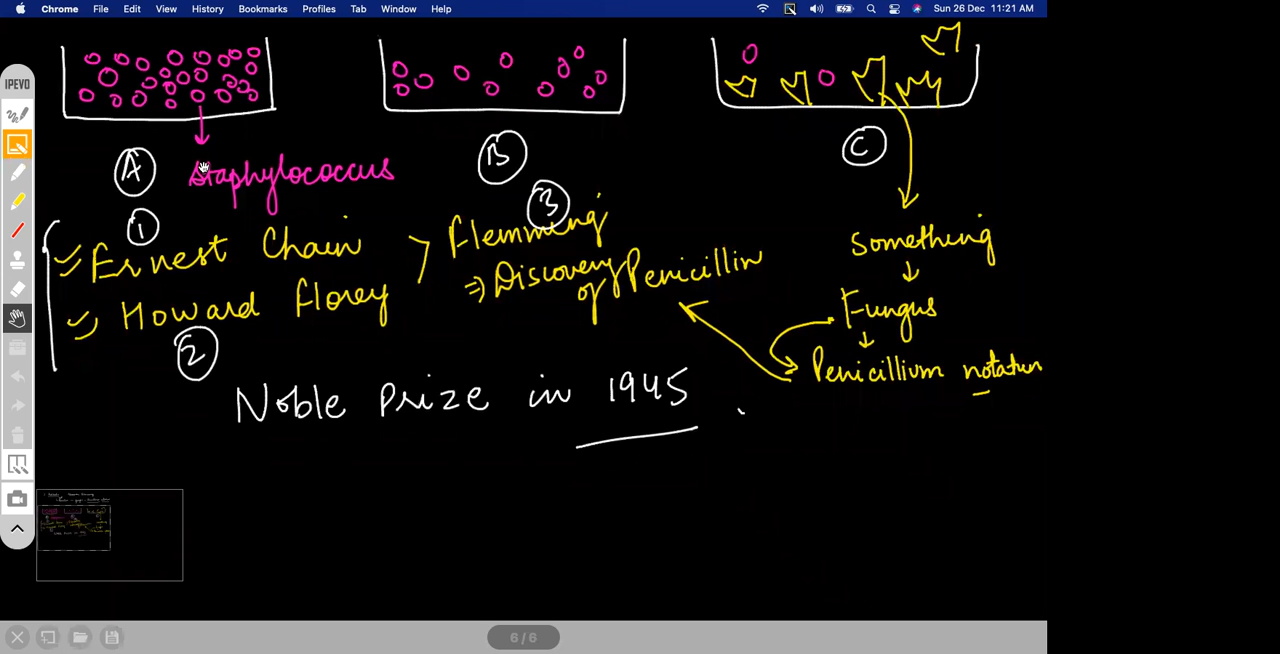 Chrome File Edit View History Bookmarks Profiles Tab Window Help Sun 26 Dec 11:21 AM
IPEVO
A B C
Staphylococcus
1 3
Ernest Chain > Flemming
⇒ Discovery of Penicillin
Howard Florey
2
Something
Fungus
Penicillium notatum
Noble Prize in 1945
6 / 6